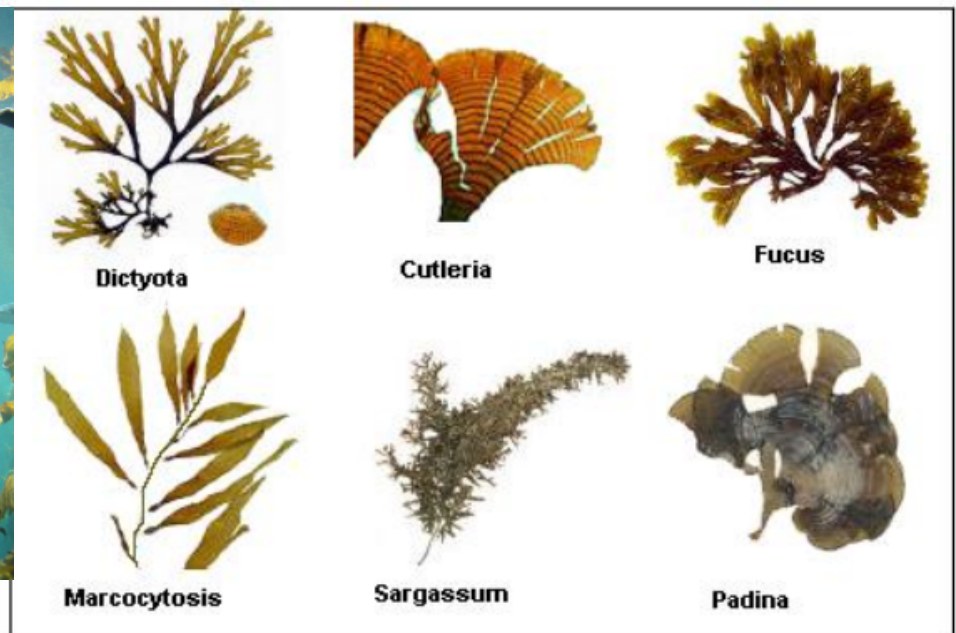 Dictyota
Cutleria
Fucus
Marcocytosis
Sargassum
Padina